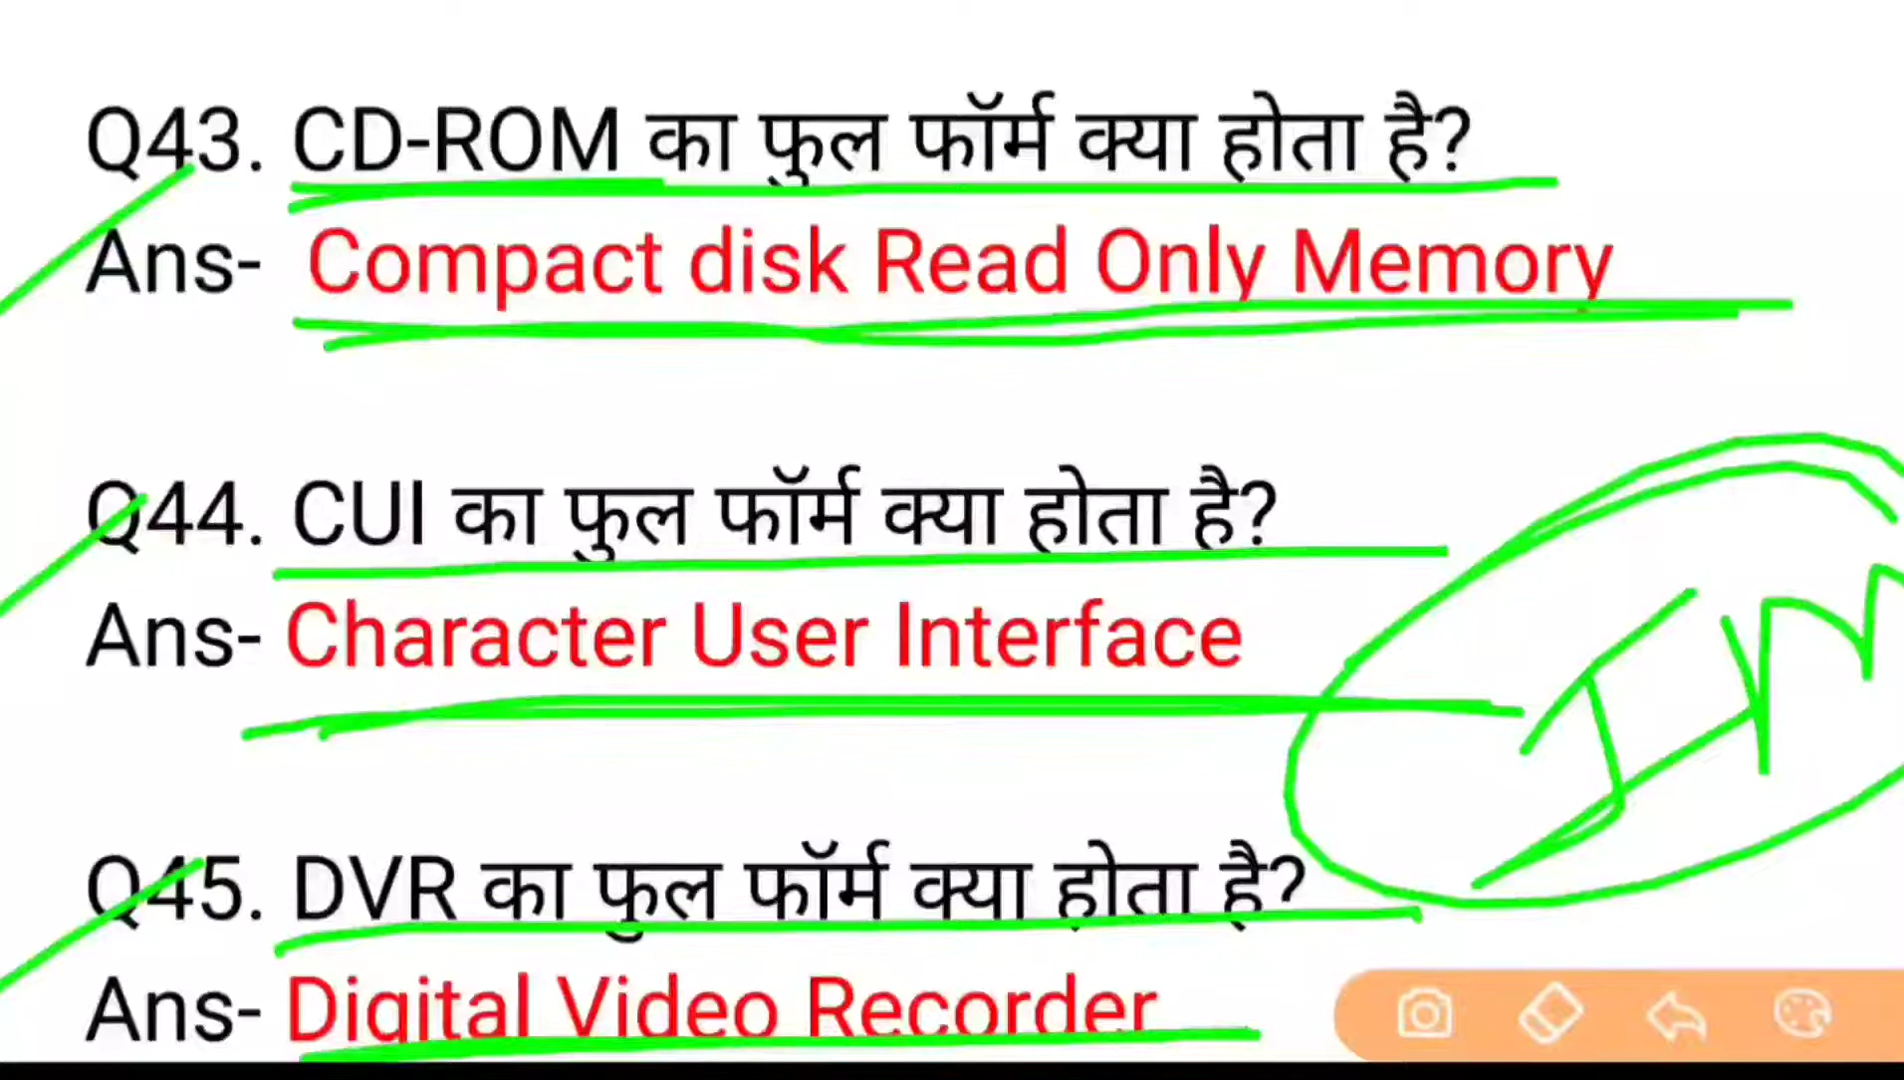 Q43. CD-ROM का फुल फॉर्म क्या होता है?
Ans- Compact disk Read Only Memory
Q44. CUI का फुल फॉर्म क्या होता है?
Ans- Character User Interface
Q45. DVR का फुल फॉर्म क्या होता है?
Ans- Digital Video Recorder